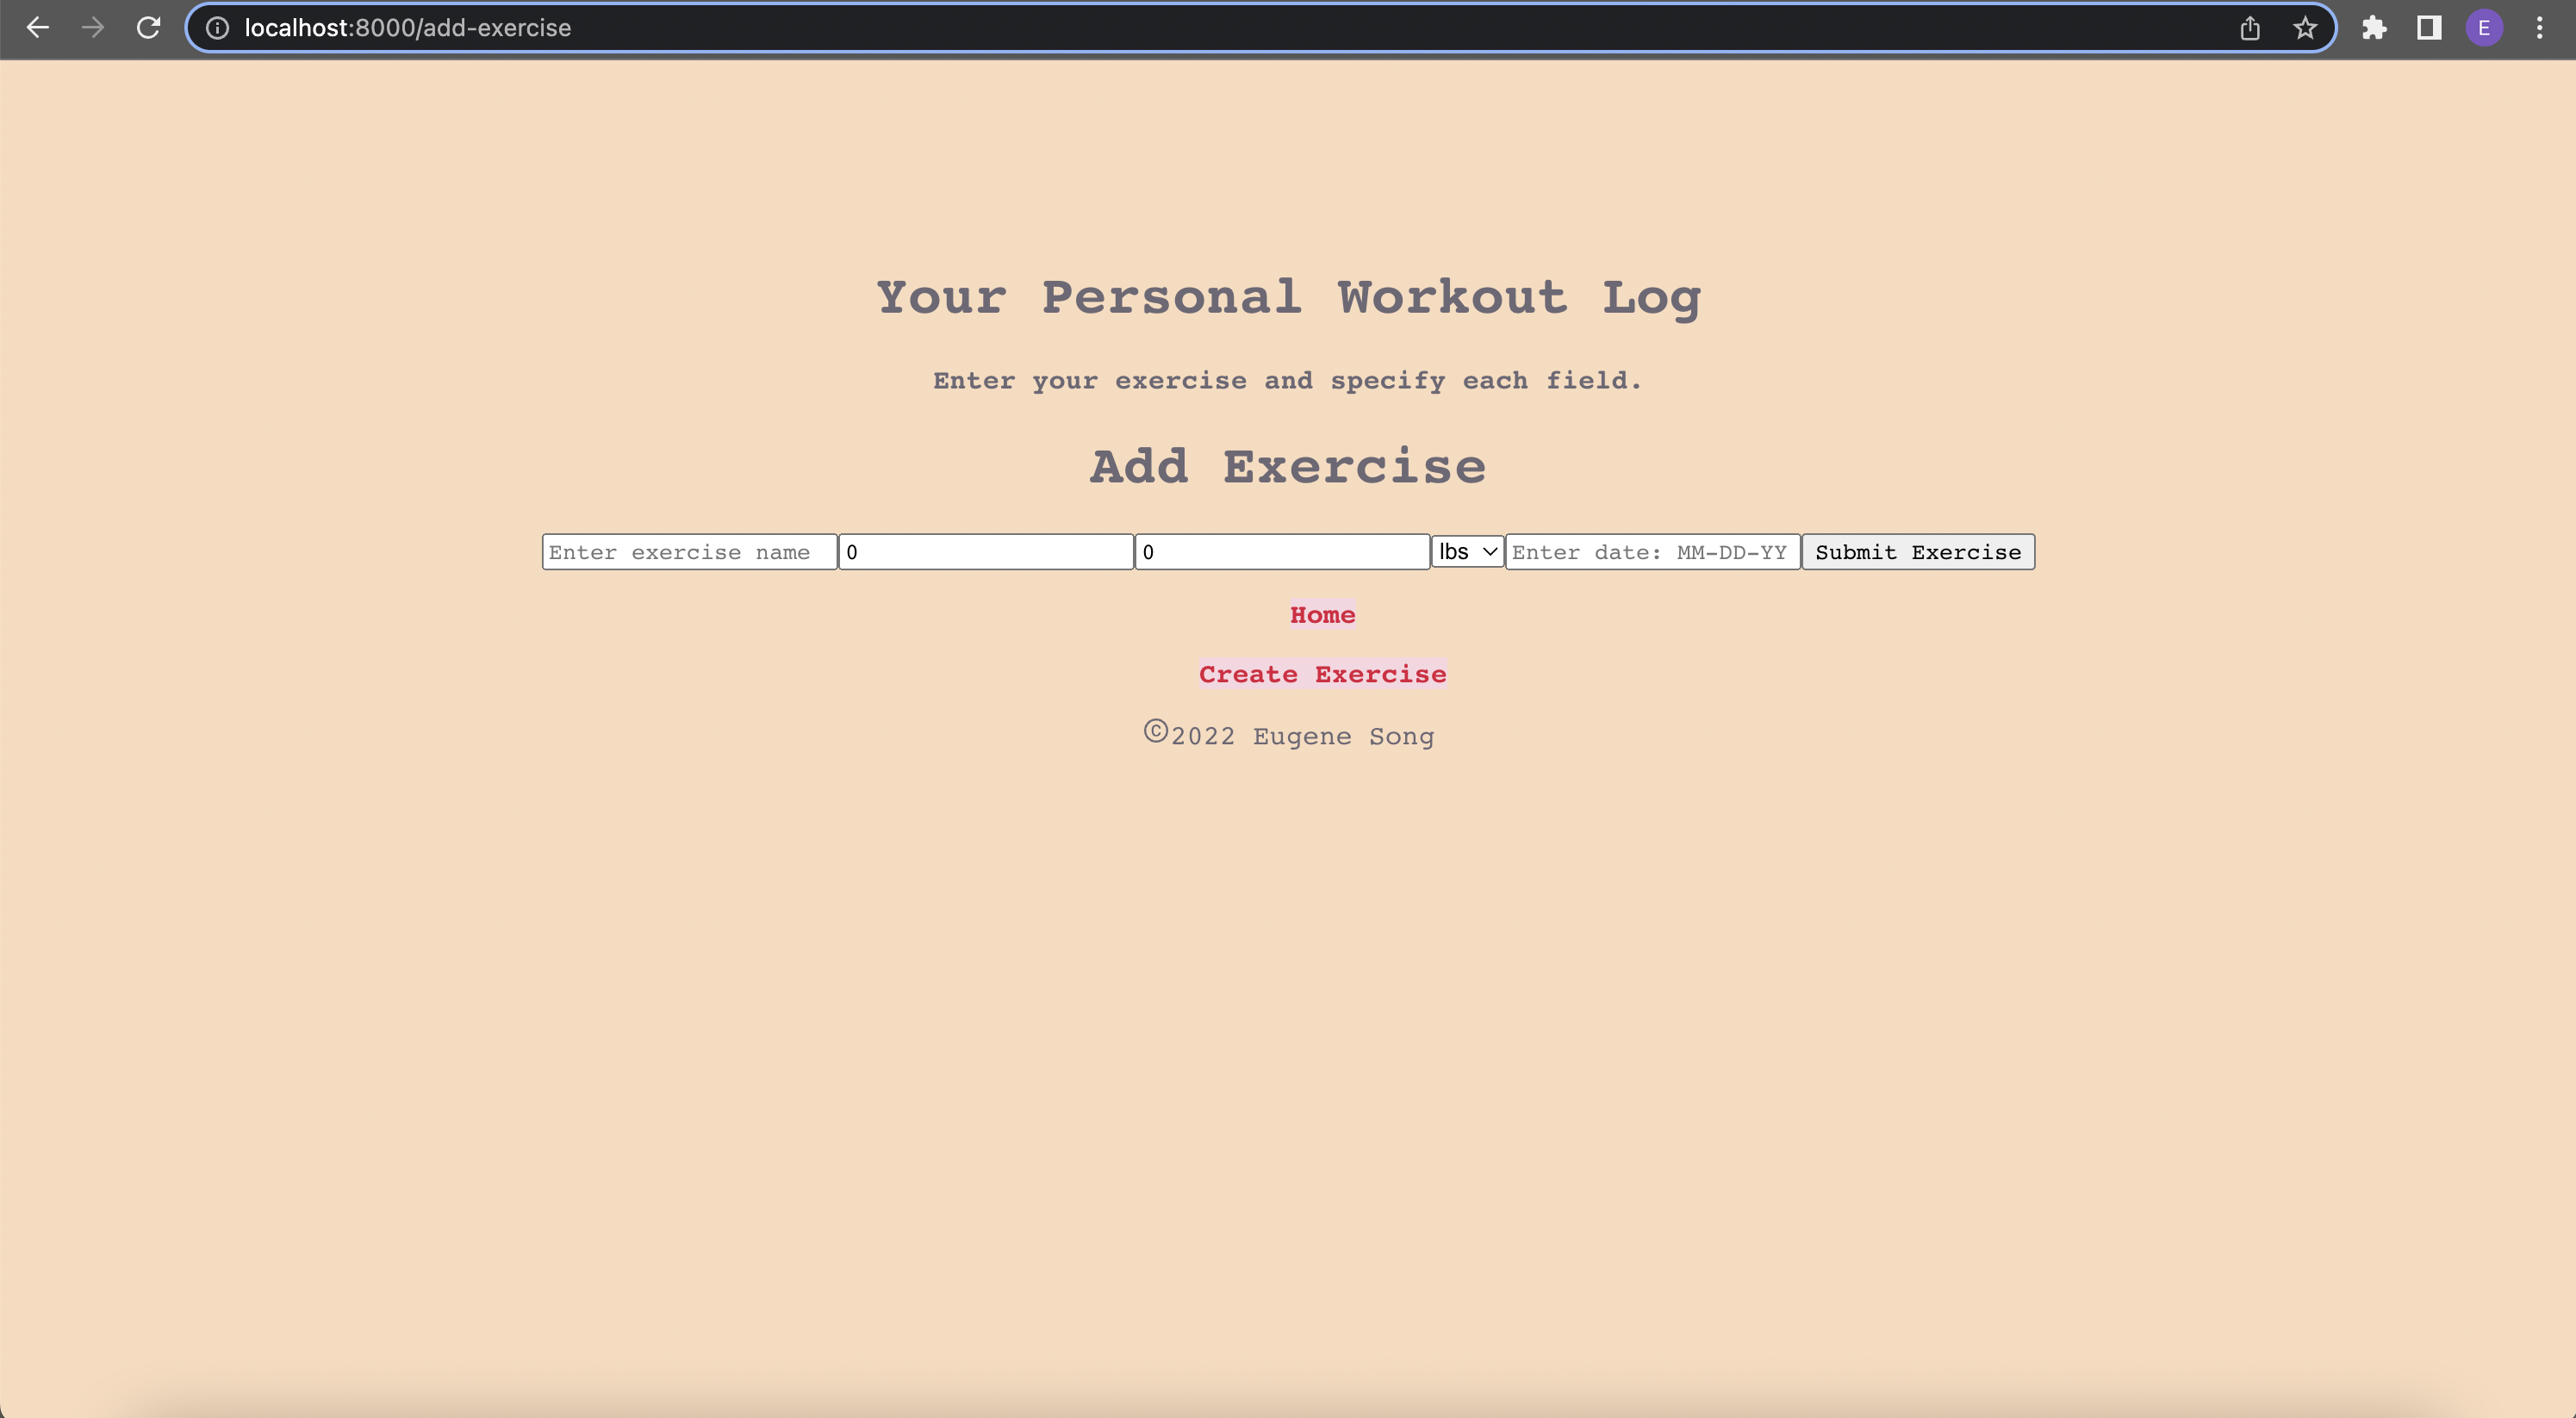 localhost:8000/add-exercise
E
Your Personal Workout Log
Enter your exercise and specify each field.
Add Exercise
Enter exercise name 0 0 lbs Enter date: MM-DD-YY Submit Exercise
Home
Create Exercise
©2022 Eugene Song